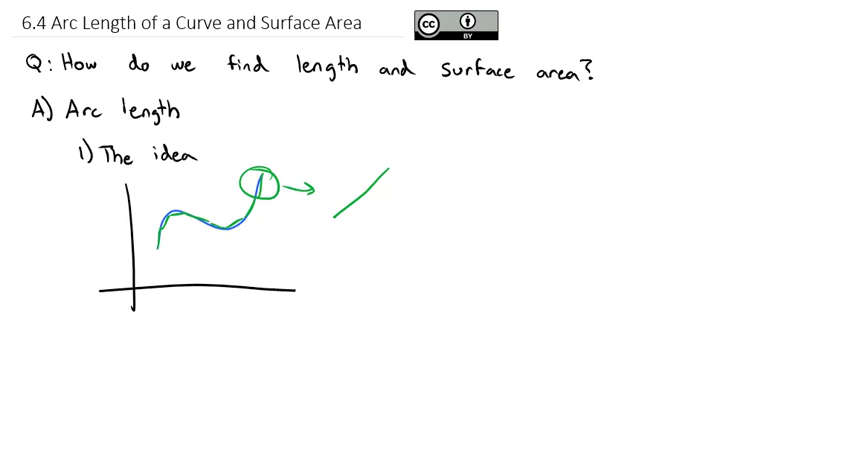 6.4 Arc Length of a Curve and Surface Area
cc BY
Q: How do we find length and surface area?
A) Arc length
1) The idea